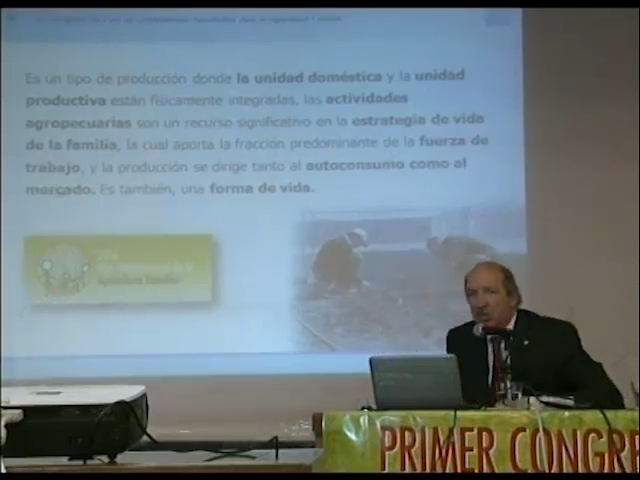 Es un tipo de producción donde la unidad doméstica y la unidad
productiva están físicamente integradas, las actividades
agropecuarias son un recurso significativo en la estrategia de vida
de la familia, la cual aporta la fracción predominante de la fuerza de
trabajo, y la producción se dirige tanto al autoconsumo como al
mercado. Es también, una forma de vida.
Agricultura Familiar
PRIMER CONGRE